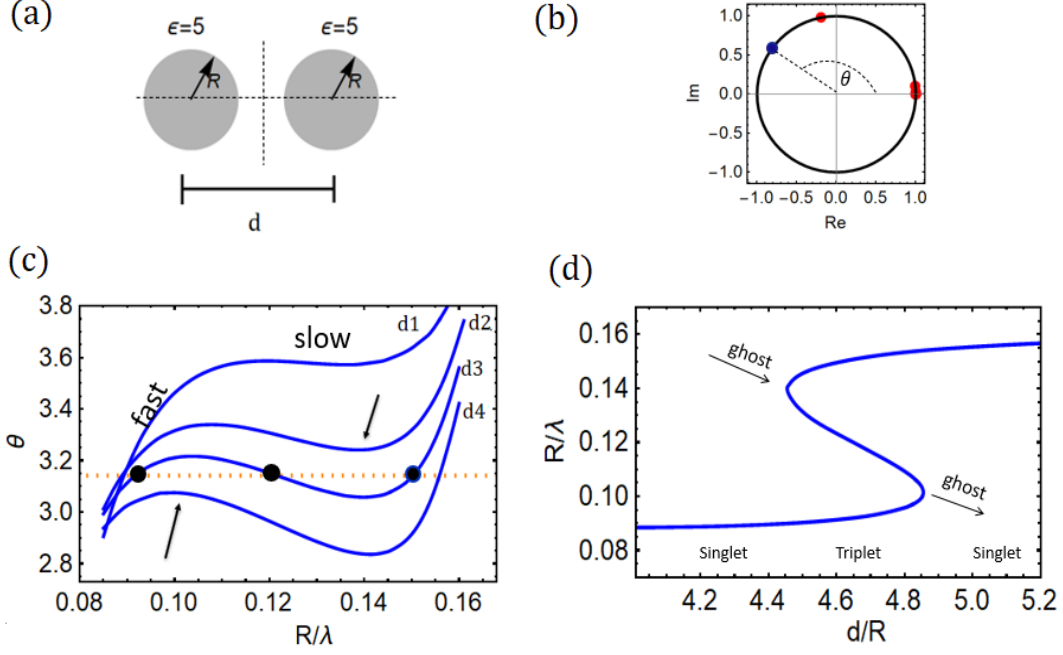 (a)
ϵ=5 ϵ=5
R R
d
(b)
1.0
0.5
0.0
-0.5
-1.0
Im
θ
-1.0 -0.5 0.0 0.5 1.0
Re
(c)
3.8
3.6
3.4
3.2
3.0
2.8
θ
slow
fast
d1
d2
d3
d4
0.08 0.10 0.12 0.14 0.16
R/λ
(d)
0.16
0.14
0.12
0.10
0.08
R/λ
ghost
ghost
Singlet Triplet Singlet
4.2 4.4 4.6 4.8 5.0 5.2
d/R